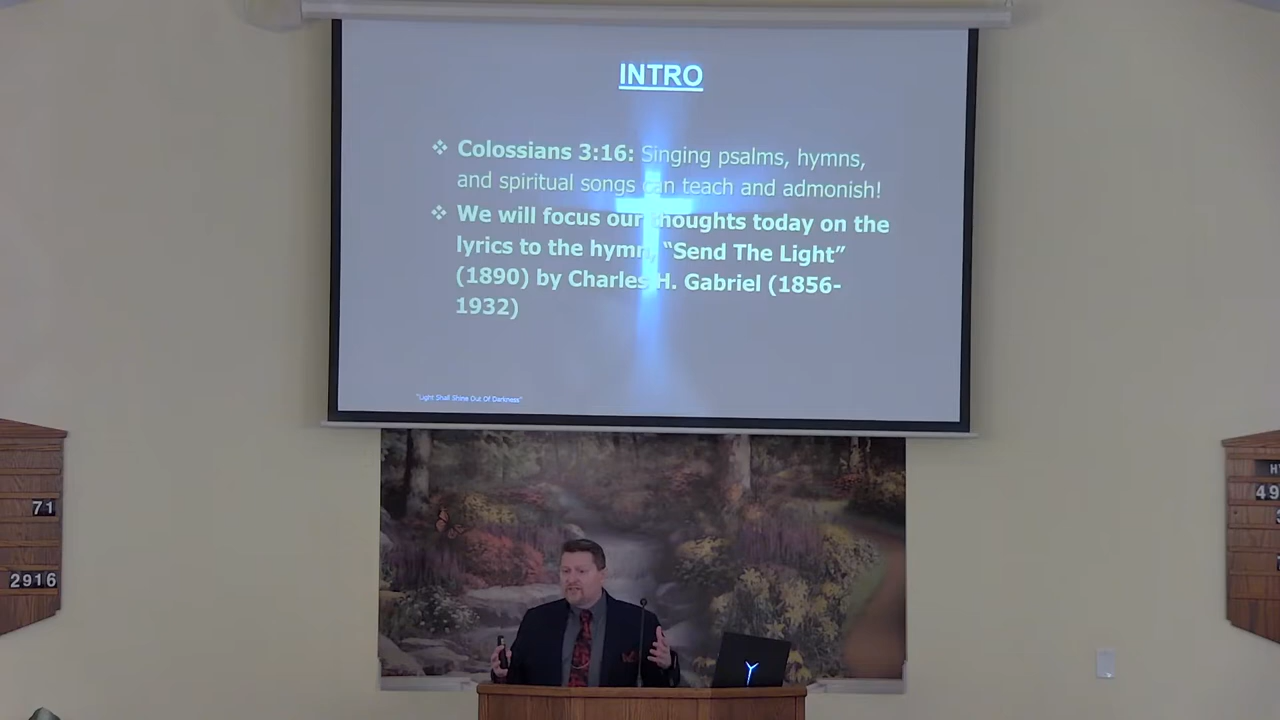 INTRO
❖ Colossians 3:16: Singing psalms, hymns,
and spiritual songs can teach and admonish!
❖ We will focus our thoughts today on the
lyrics to the hymn, “Send The Light”
(1890) by Charles H. Gabriel (1856-
1932)
"Light Shall Shine Out Of Darkness"
71
2916
H
49